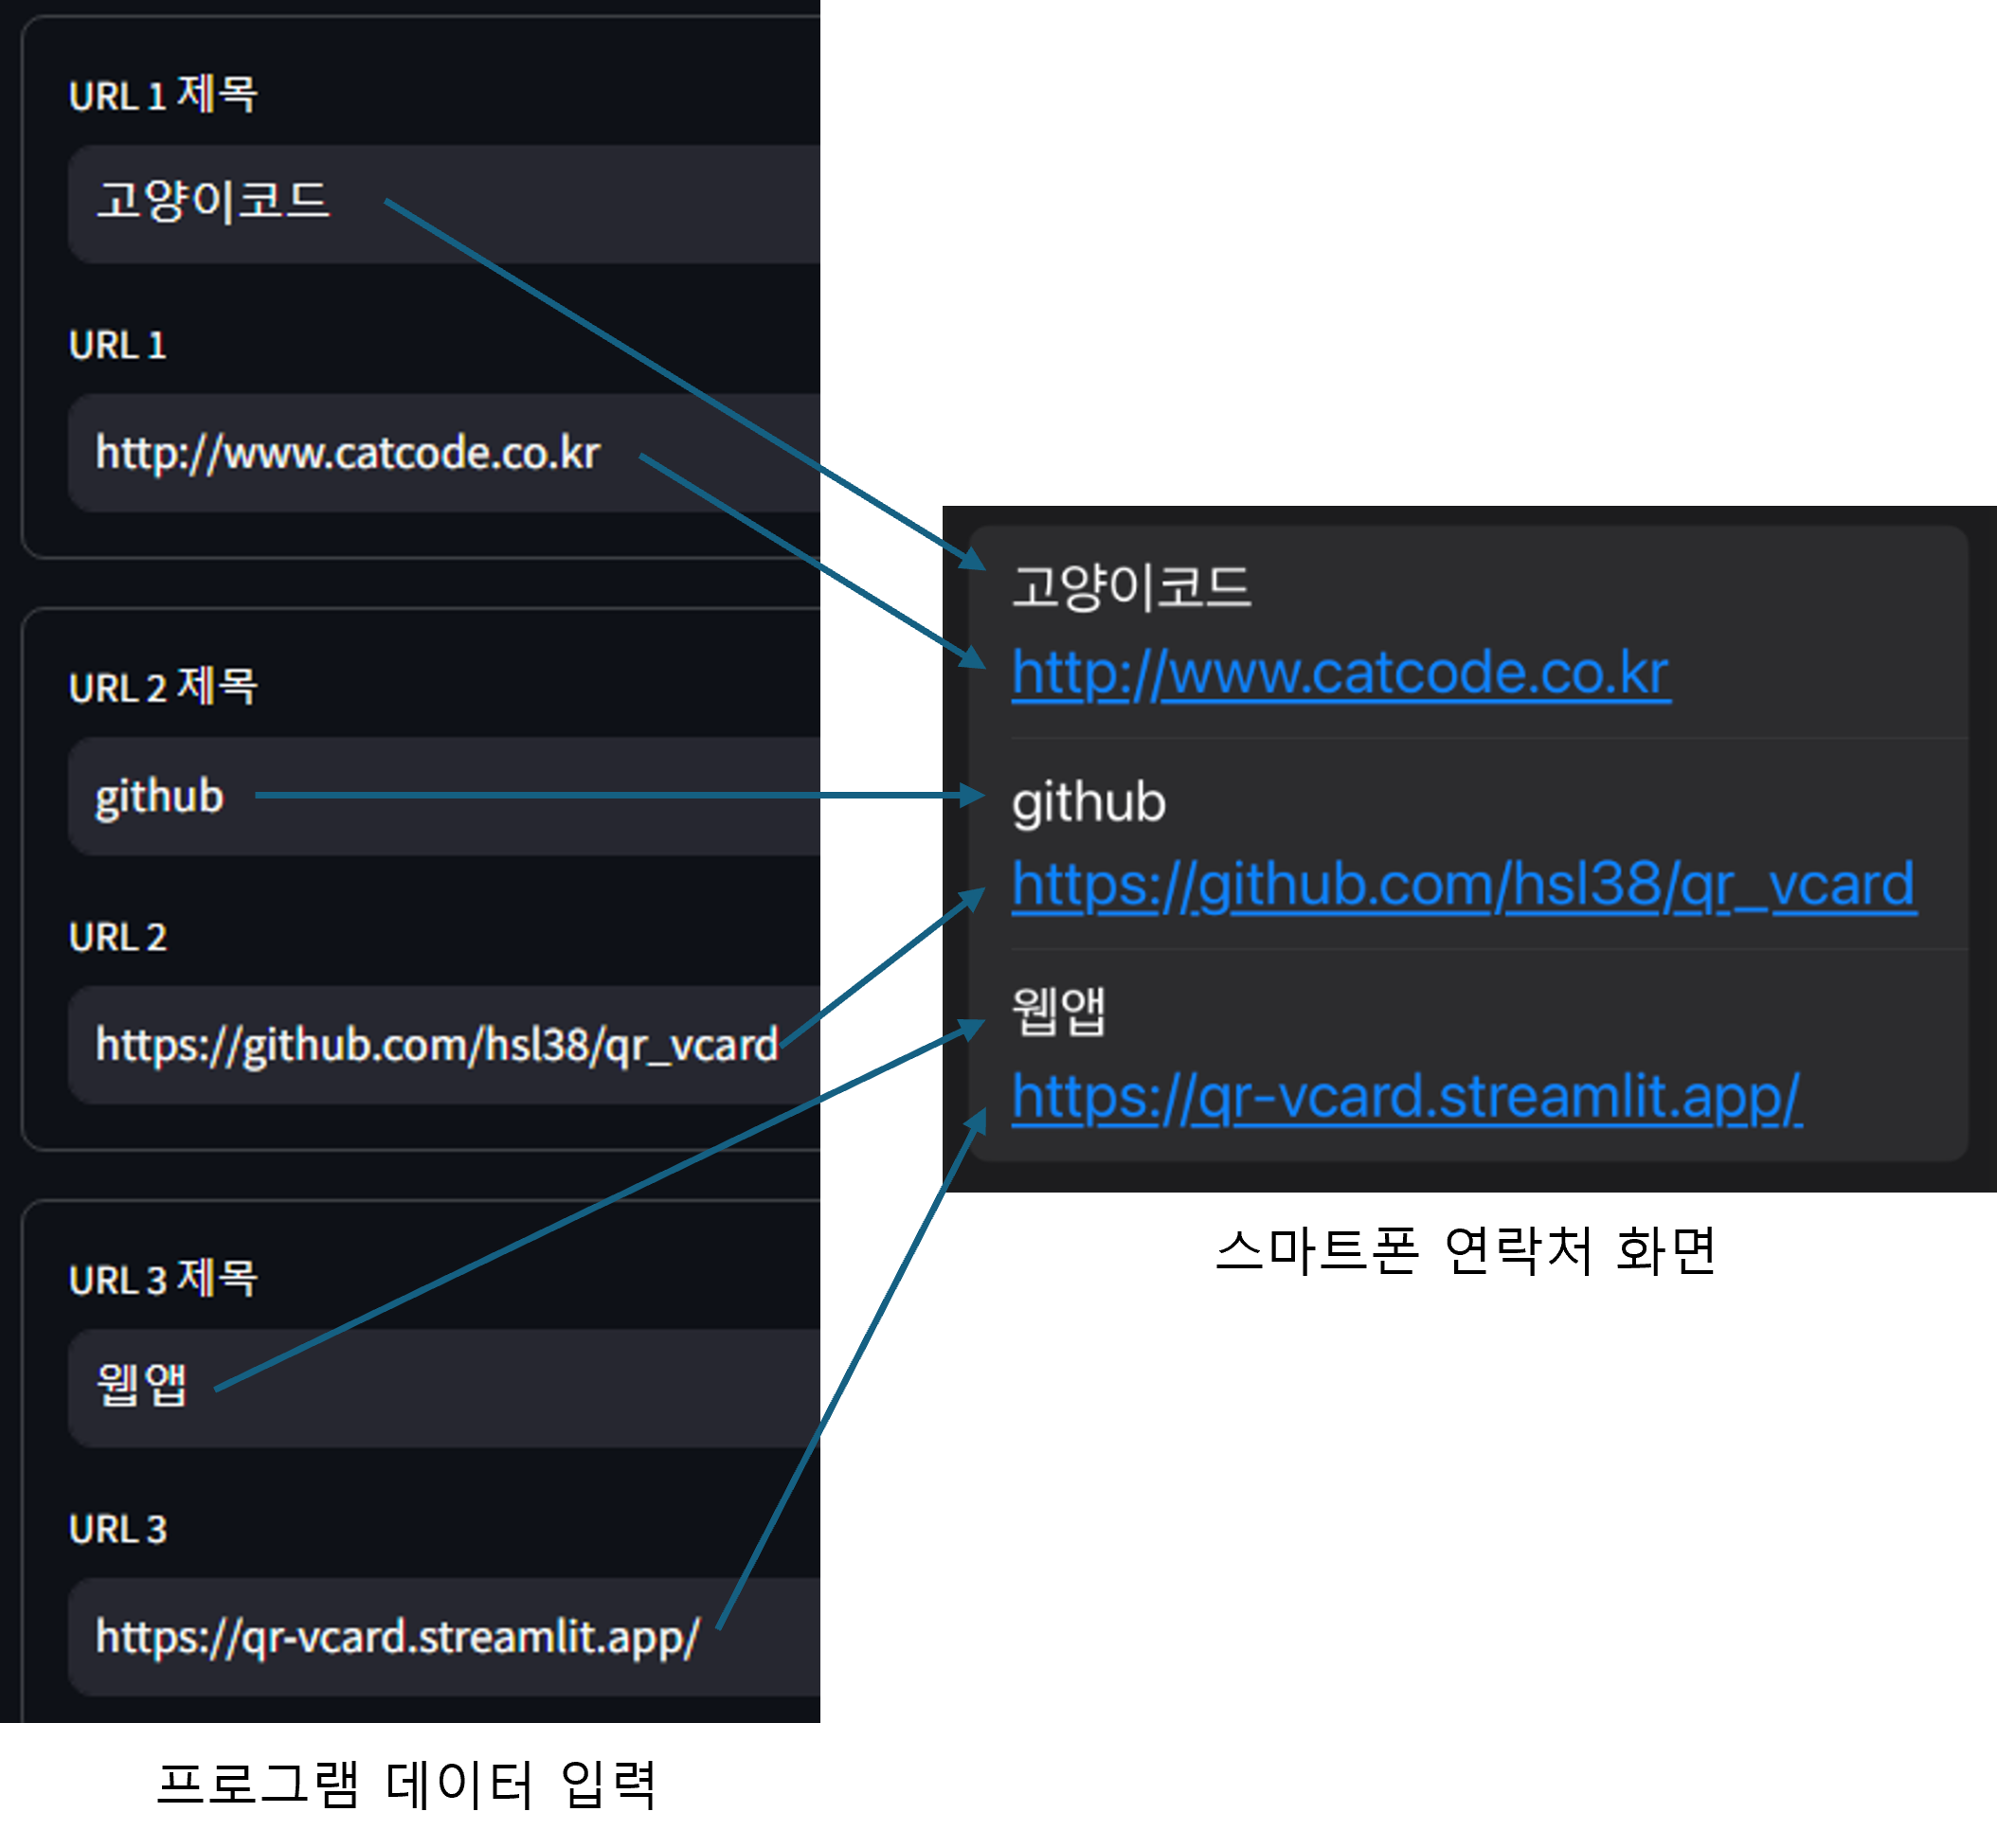 URL 1 제목
고양이코드
URL 1
http://www.catcode.co.kr
URL 2 제목
github
URL 2
https://github.com/hsl38/qr_vcard
URL 3 제목
웹앱
URL 3
https://qr-vcard.streamlit.app/
프로그램 데이터 입력
고양이코드
http://www.catcode.co.kr
github
https://github.com/hsl38/qr_vcard
웹앱
https://qr-vcard.streamlit.app/
스마트폰 연락처 화면